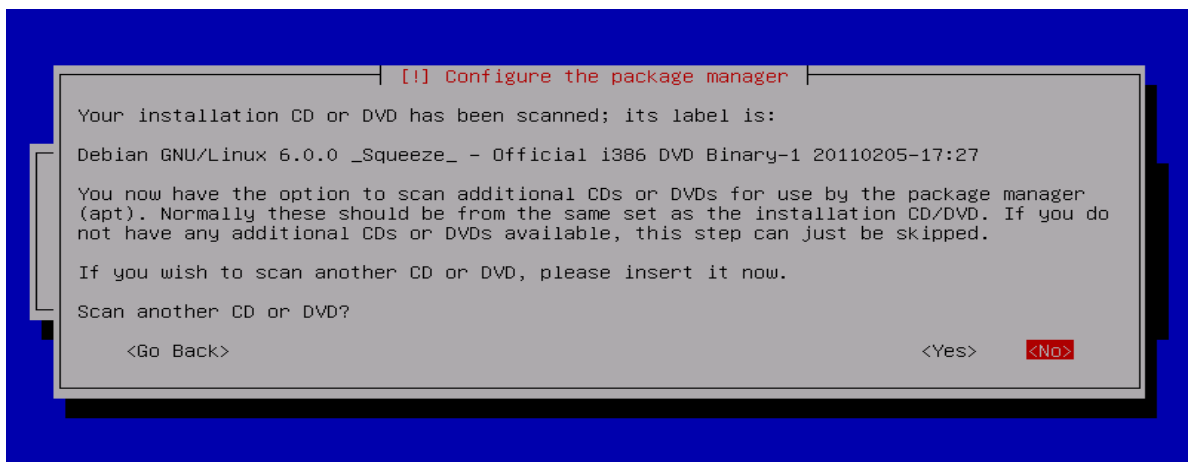 [!] Configure the package manager
Your installation CD or DVD has been scanned; its label is:
Debian GNU/Linux 6.0.0 _Squeeze_ - Official i386 DVD Binary-1 20110205-17:27
You now have the option to scan additional CDs or DVDs for use by the package manager
(apt). Normally these should be from the same set as the installation CD/DVD. If you do
not have any additional CDs or DVDs available, this step can just be skipped.
If you wish to scan another CD or DVD, please insert it now.
Scan another CD or DVD?
<Go Back> <Yes> <No>